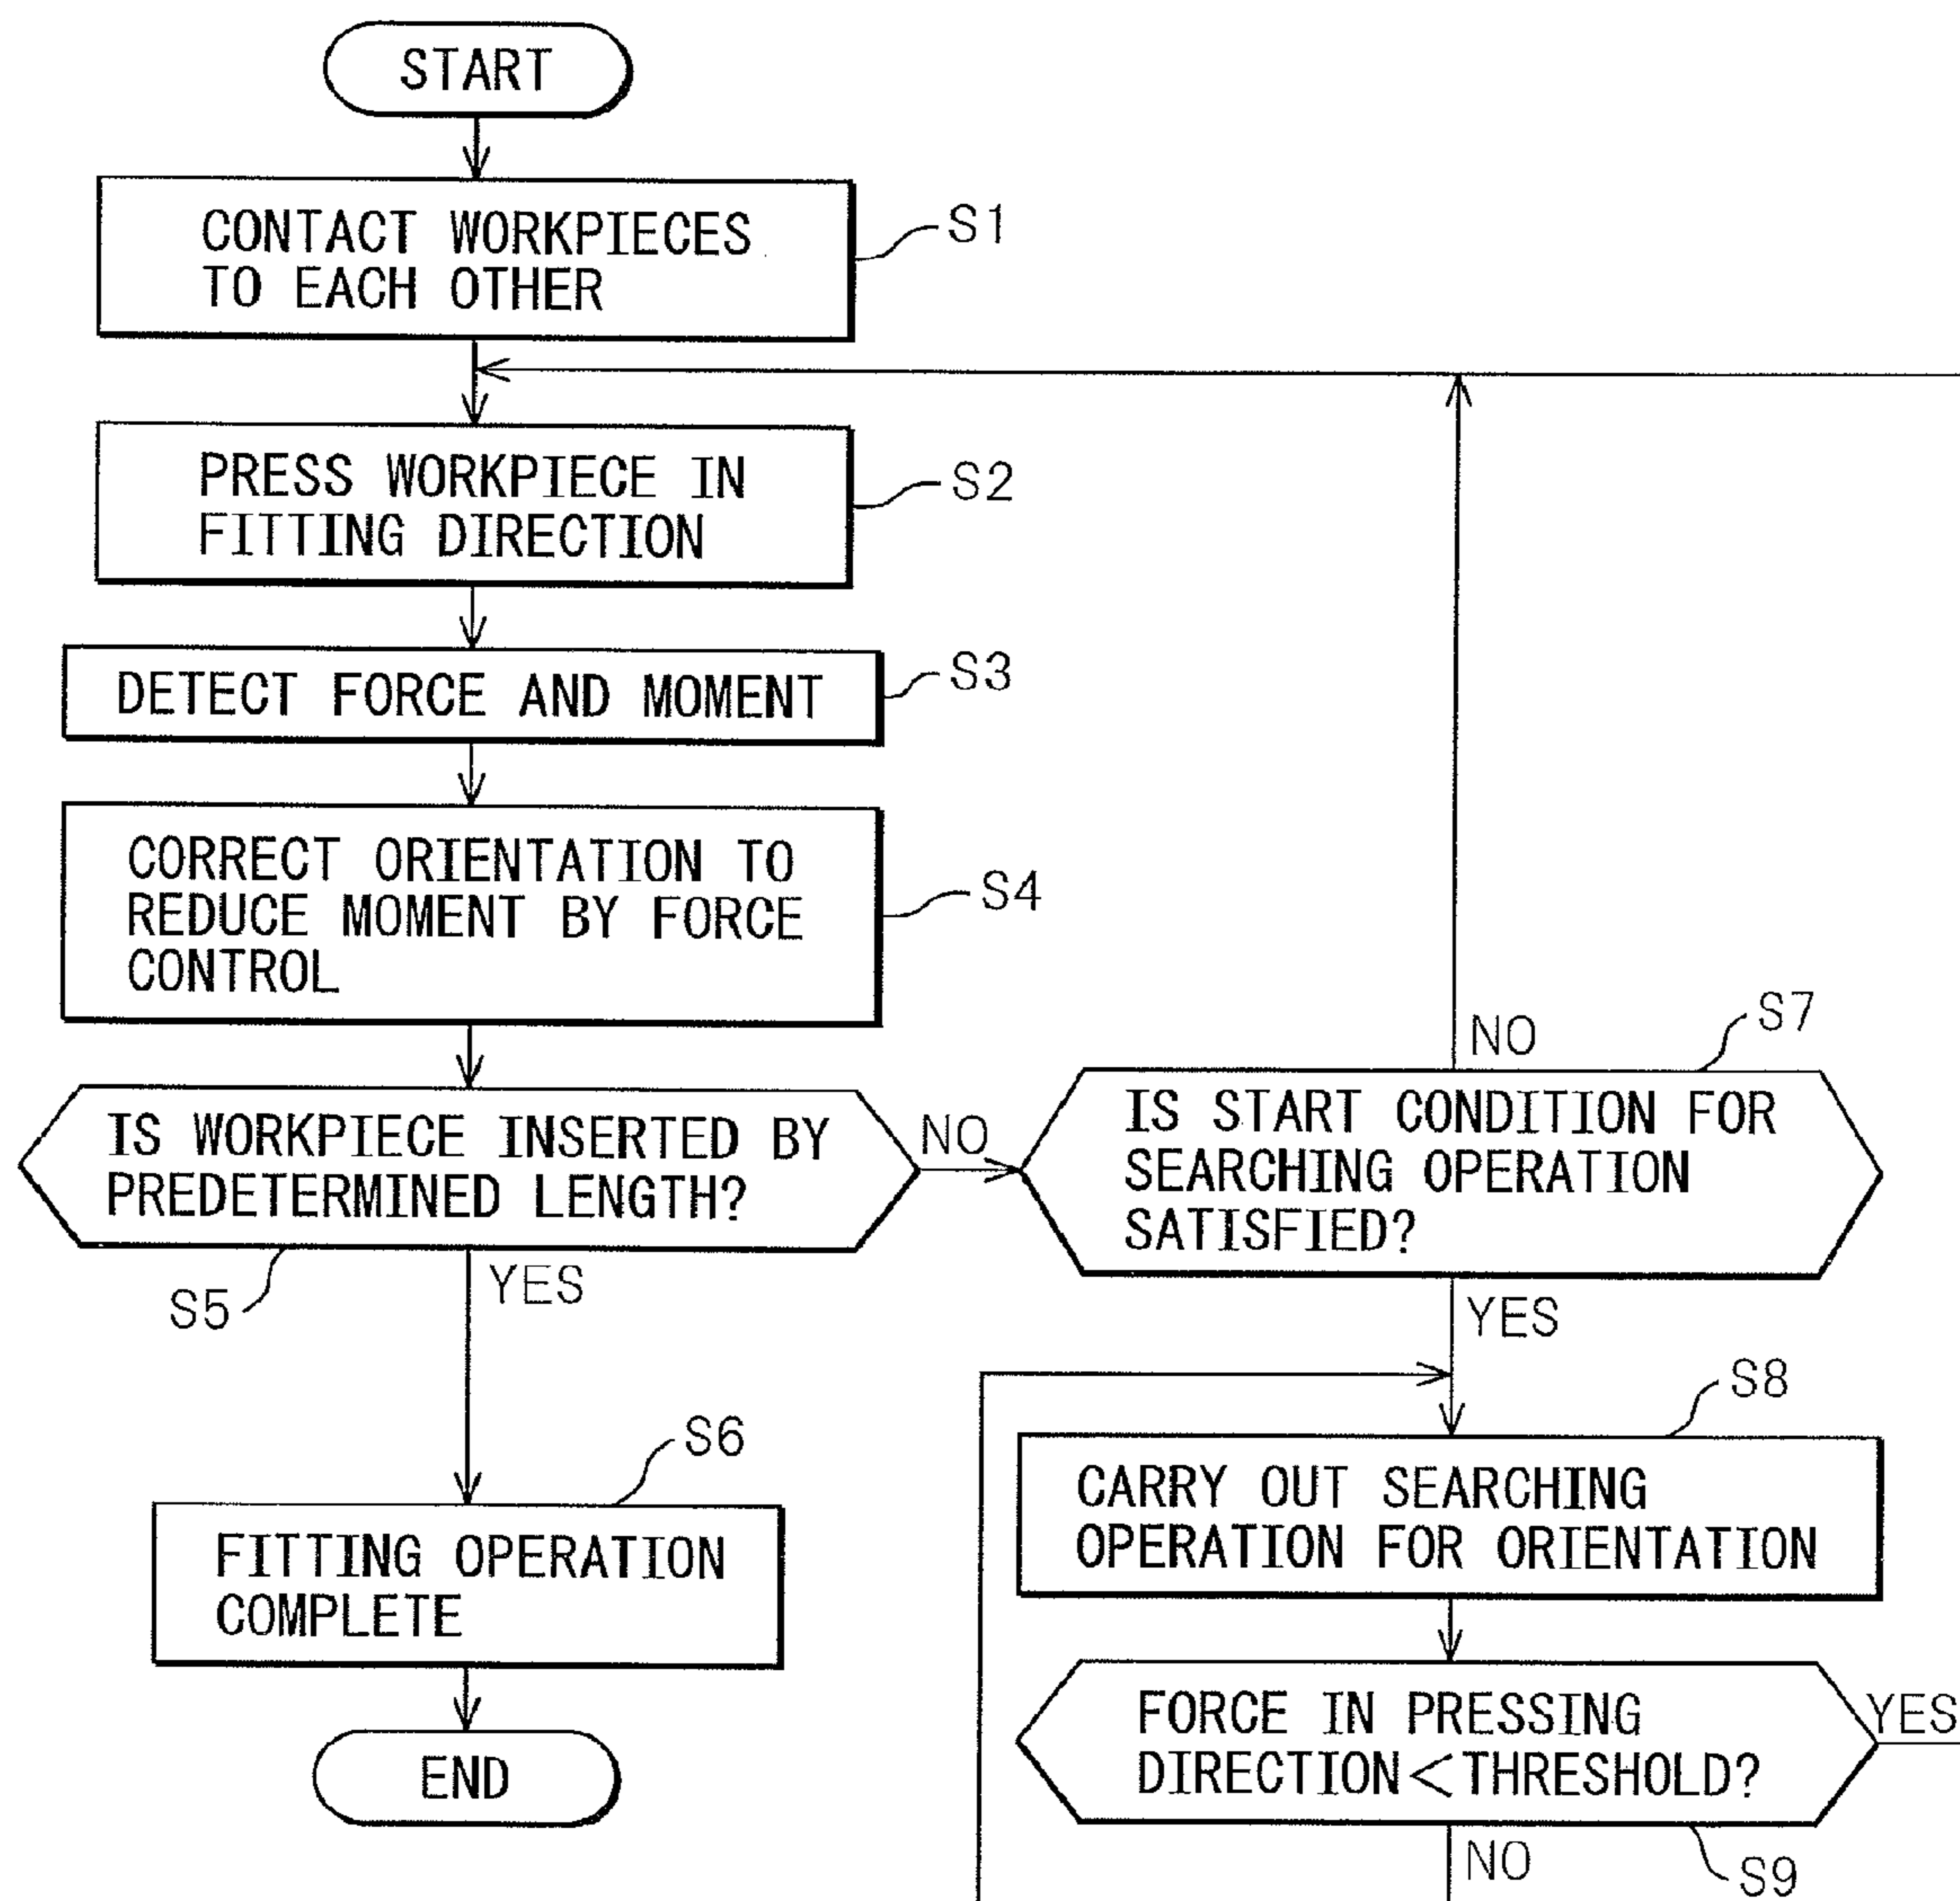 START
CONTACT WORKPIECES
TO EACH OTHER
S1
PRESS WORKPIECE IN
FITTING DIRECTION
S2
DETECT FORCE AND MOMENT
S3
CORRECT ORIENTATION TO
REDUCE MOMENT BY FORCE
CONTROL
S4
IS WORKPIECE INSERTED BY
PREDETERMINED LENGTH?
S5
NO
YES
S6
FITTING OPERATION
COMPLETE
END
NO
S7
IS START CONDITION FOR
SEARCHING OPERATION
SATISFIED?
YES
S8
CARRY OUT SEARCHING
OPERATION FOR ORIENTATION
FORCE IN PRESSING
DIRECTION<THRESHOLD?
YES
NO
S9